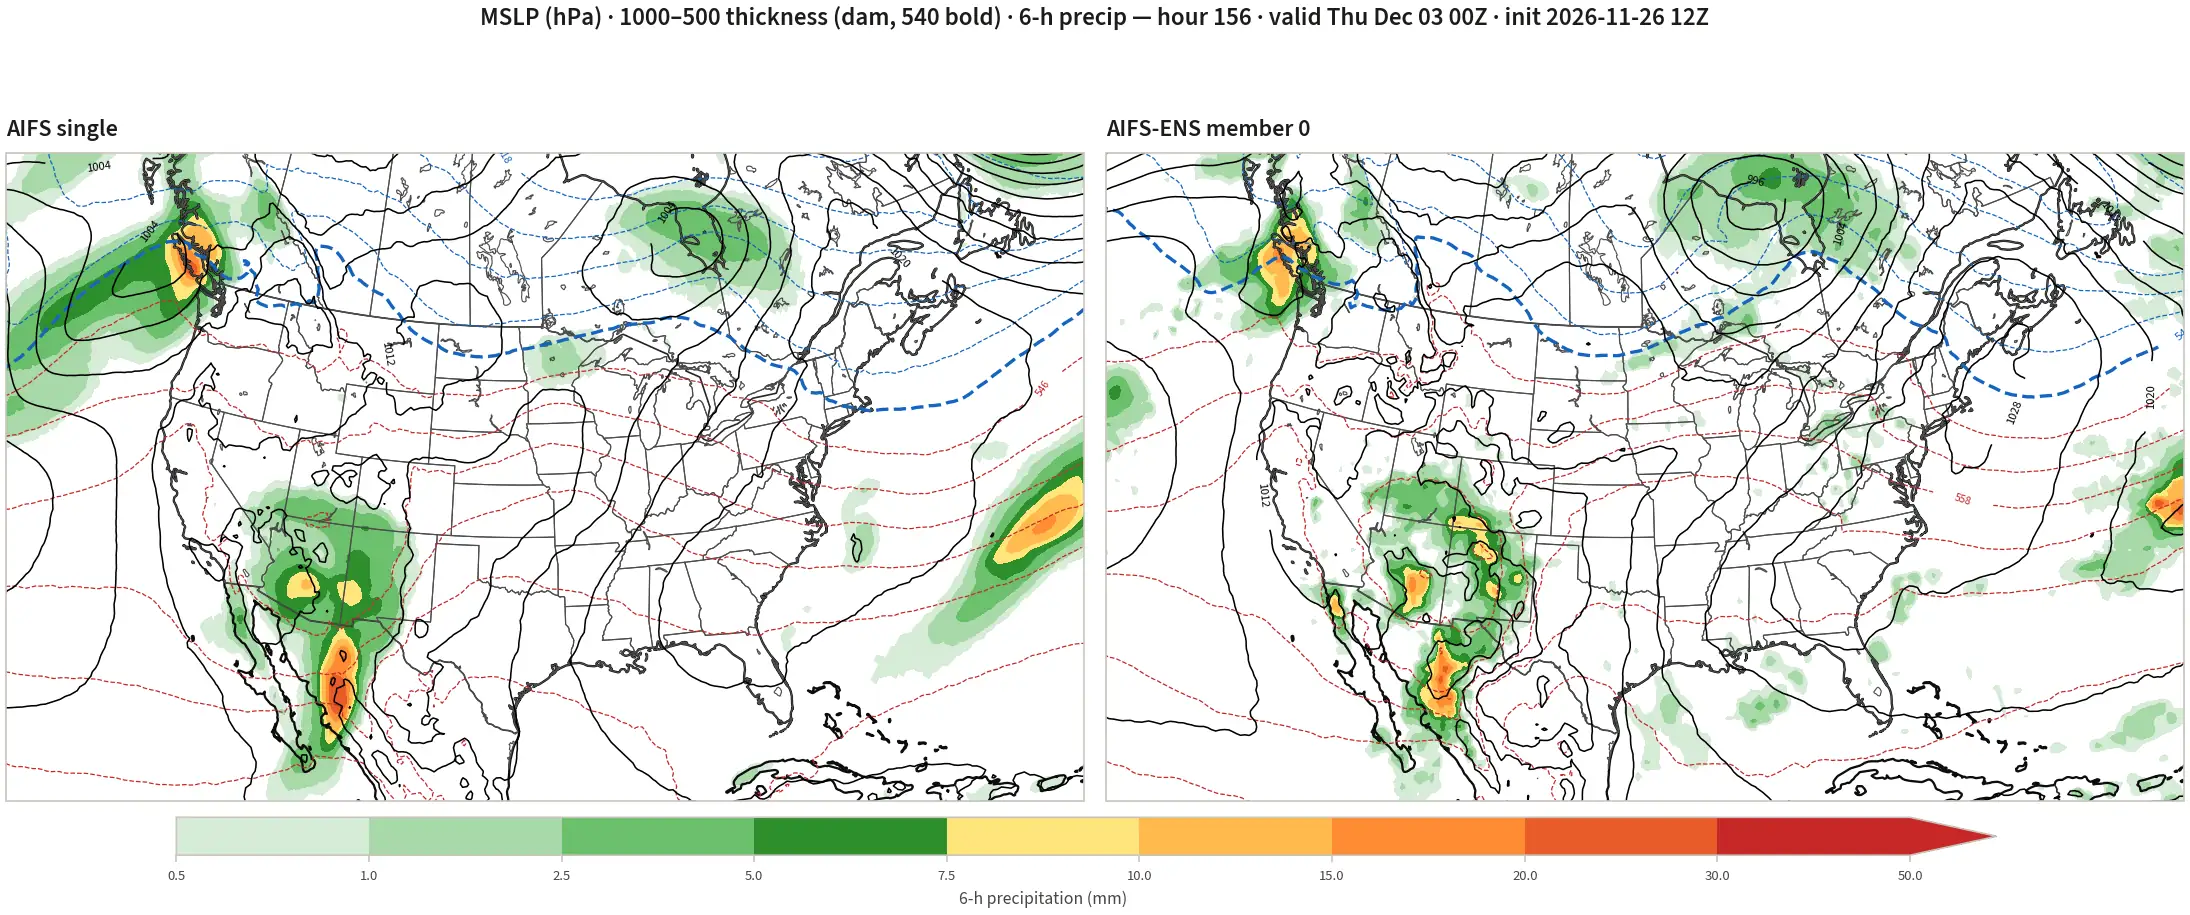 MSLP (hPa) · 1000–500 thickness (dam, 540 bold) · 6-h precip — hour 156 · valid Thu Dec 03 00Z · init 2026-11-26 12Z
AIFS single
AIFS-ENS member 0
1004
1004
1020
1012
546
996
1004
1028
1020
1012
558
0.5 1.0 2.5 5.0 7.5 10.0 15.0 20.0 30.0 50.0
6-h precipitation (mm)